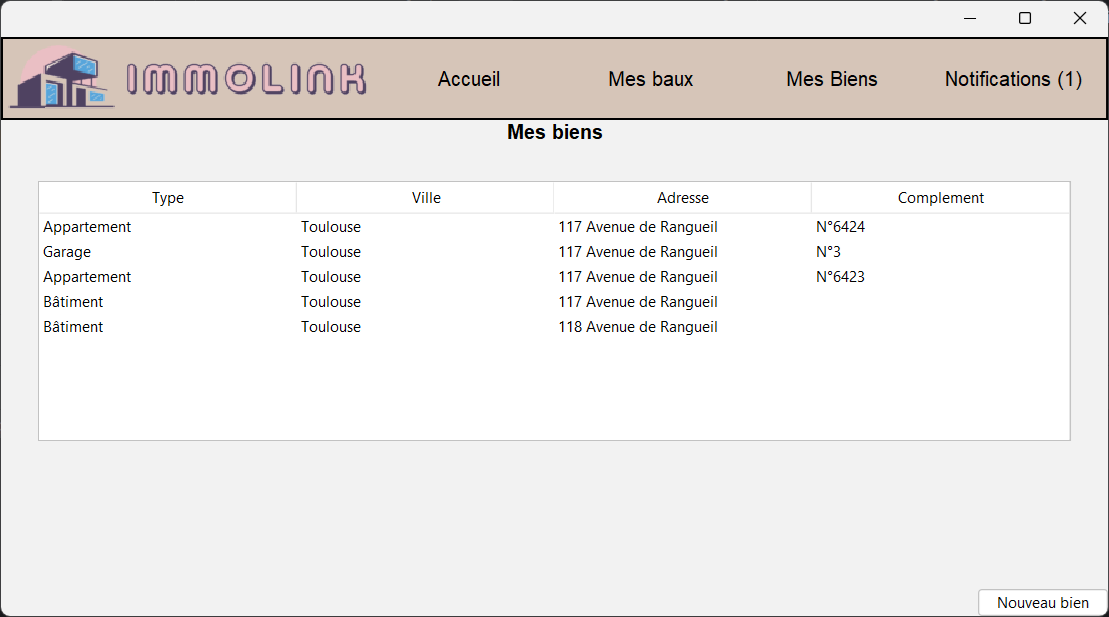 IMMOLINK Accueil Mes baux Mes Biens Notifications (1)
Mes biens
Type Ville Adresse Complement
Appartement Toulouse 117 Avenue de Rangueil N°6424
Garage Toulouse 117 Avenue de Rangueil N°3
Appartement Toulouse 117 Avenue de Rangueil N°6423
Bâtiment Toulouse 117 Avenue de Rangueil
Bâtiment Toulouse 118 Avenue de Rangueil
Nouveau bien